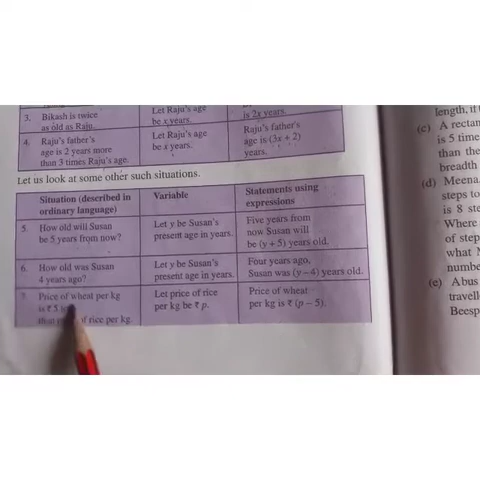 3. Bikash is twice
as old as Raju.
Let Raju's age
be x years.
is 2x years.
4. Raju's father's
age is 2 years more
than 3 times Raju's age.
Let Raju's age
be x years.
Raju's father's
age is (3x + 2)
years.
Let us look at some other such situations.
Situation (described in
ordinary language)
Variable
Statements using
expressions
5. How old will Susan
be 5 years from now?
Let y be Susan's
present age in years.
Five years from
now Susan will
be (y + 5) years old.
6. How old was Susan
4 years ago?
Let y be Susan's
present age in years.
Four years ago,
Susan was (y – 4) years old.
7. Price of wheat per kg
is ₹ 5
that of rice per kg.
Let price of rice
per kg be ₹ p.
Price of wheat
per kg is ₹ (p – 5).
length, if
(c) A rectan
is 5 time
than the
breadth
(d) Meena
steps to
is 8 ste
Where
of step
what M
numbe
(e) A bus
travell
Beesp